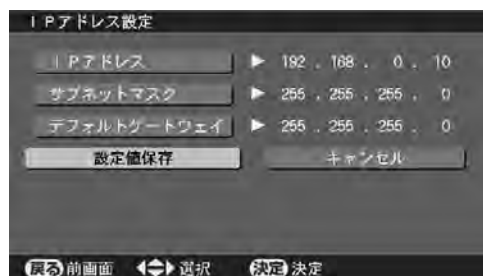 IPアドレス設定
IPアドレス ▶ 192 . 168 . 0 . 10
サブネットマスク ▶ 255 . 255 . 255 . 0
デフォルトゲートウェイ ▶ 255 . 255 . 255 . 0
設定値保存 キャンセル
戻る 前画面 選択 決定 決定